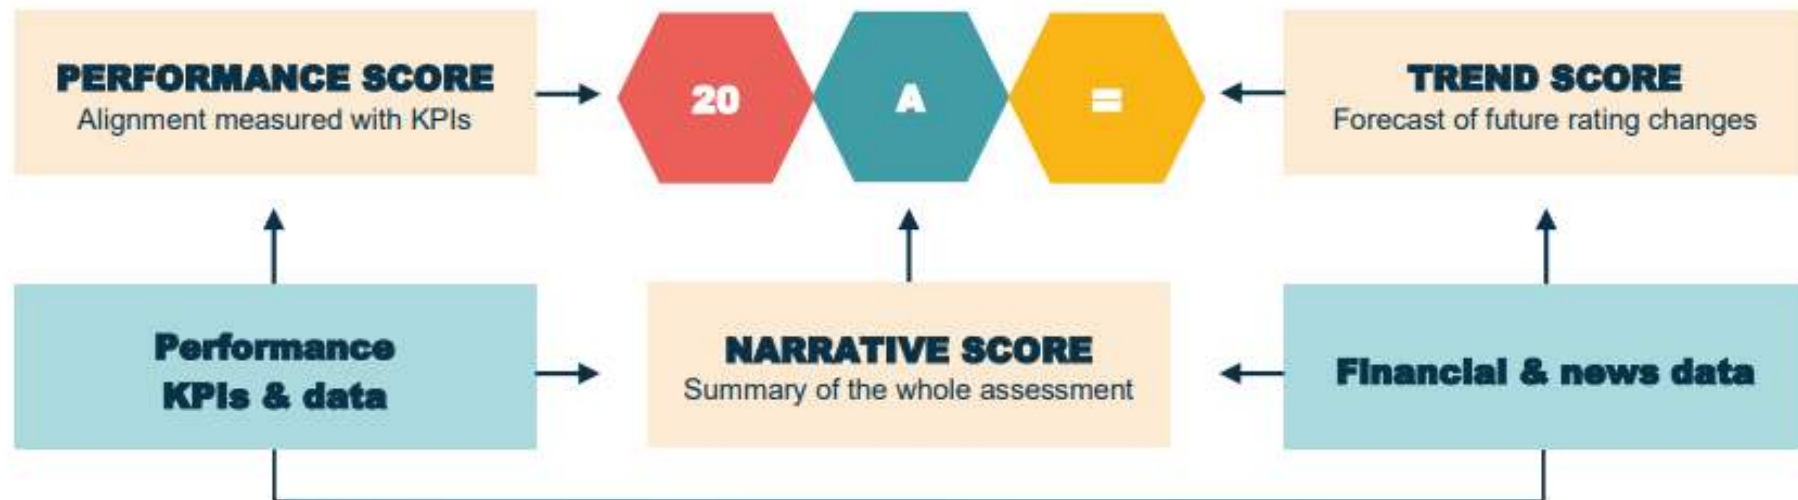 PERFORMANCE SCORE
Alignment measured with KPIs
20
A
=
TREND SCORE
Forecast of future rating changes
Performance
KPIs & data
NARRATIVE SCORE
Summary of the whole assessment
Financial & news data